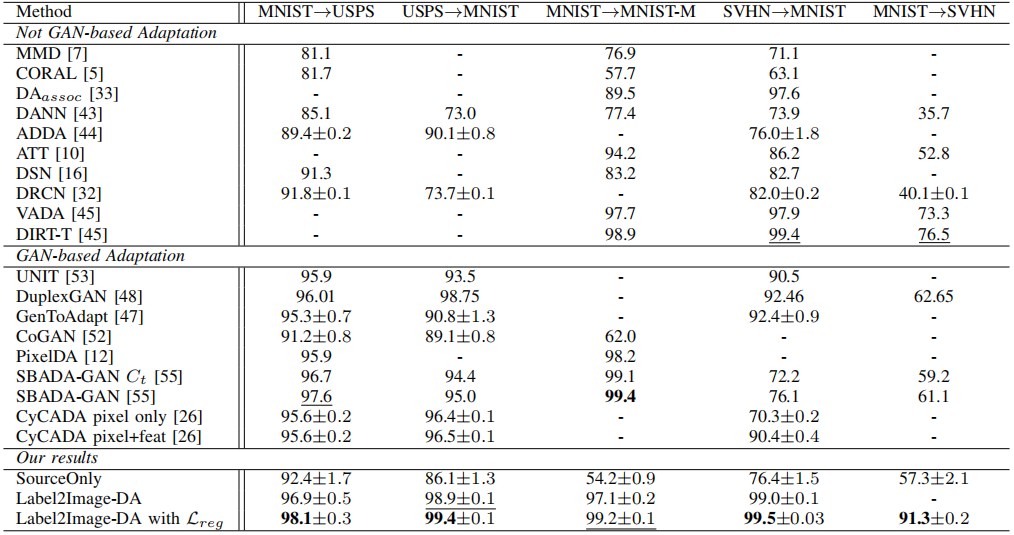 Method MNIST→USPS USPS→MNIST MNIST→MNIST-M SVHN→MNIST MNIST→SVHN
Not GAN-based Adaptation
MMD [7] 81.1 - 76.9 71.1 -
CORAL [5] 81.7 - 57.7 63.1 -
DAassoc [33] - - 89.5 97.6 -
DANN [43] 85.1 73.0 77.4 73.9 35.7
ADDA [44] 89.4±0.2 90.1±0.8 - 76.0±1.8 -
ATT [10] - - 94.2 86.2 52.8
DSN [16] 91.3 - 83.2 82.7 -
DRCN [32] 91.8±0.1 73.7±0.1 - 82.0±0.2 40.1±0.1
VADA [45] - - 97.7 97.9 73.3
DIRT-T [45] - - 98.9 99.4 76.5
GAN-based Adaptation
UNIT [53] 95.9 93.5 - 90.5 -
DuplexGAN [48] 96.01 98.75 - 92.46 62.65
GenToAdapt [47] 95.3±0.7 90.8±1.3 - 92.4±0.9 -
CoGAN [52] 91.2±0.8 89.1±0.8 62.0 - -
PixelDA [12] 95.9 - 98.2 - -
SBADA-GAN Ct [55] 96.7 94.4 99.1 72.2 59.2
SBADA-GAN [55] 97.6 95.0 99.4 76.1 61.1
CyCADA pixel only [26] 95.6±0.2 96.4±0.1 - 70.3±0.2 -
CyCADA pixel+feat [26] 95.6±0.2 96.5±0.1 - 90.4±0.4 -
Our results
SourceOnly 92.4±1.7 86.1±1.3 54.2±0.9 76.4±1.5 57.3±2.1
Label2Image-DA 96.9±0.5 98.9±0.1 97.1±0.2 99.0±0.1 -
Label2Image-DA with ℒreg 98.1±0.3 99.4±0.1 99.2±0.1 99.5±0.03 91.3±0.2